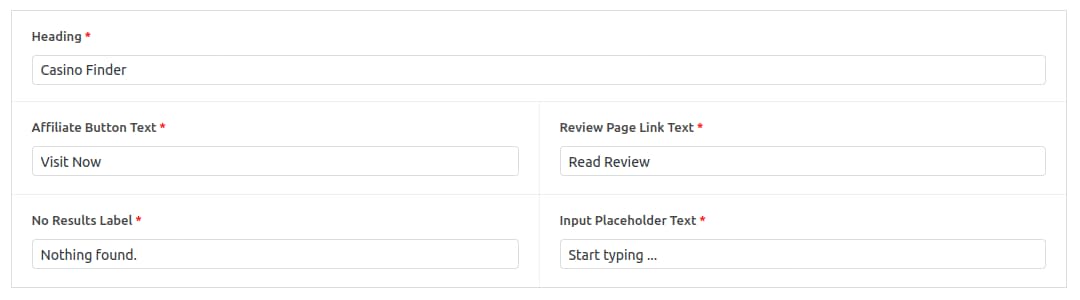 Heading *
Casino Finder
Affiliate Button Text *
Review Page Link Text *
Visit Now
Read Review
No Results Label *
Input Placeholder Text *
Nothing found.
Start typing ...